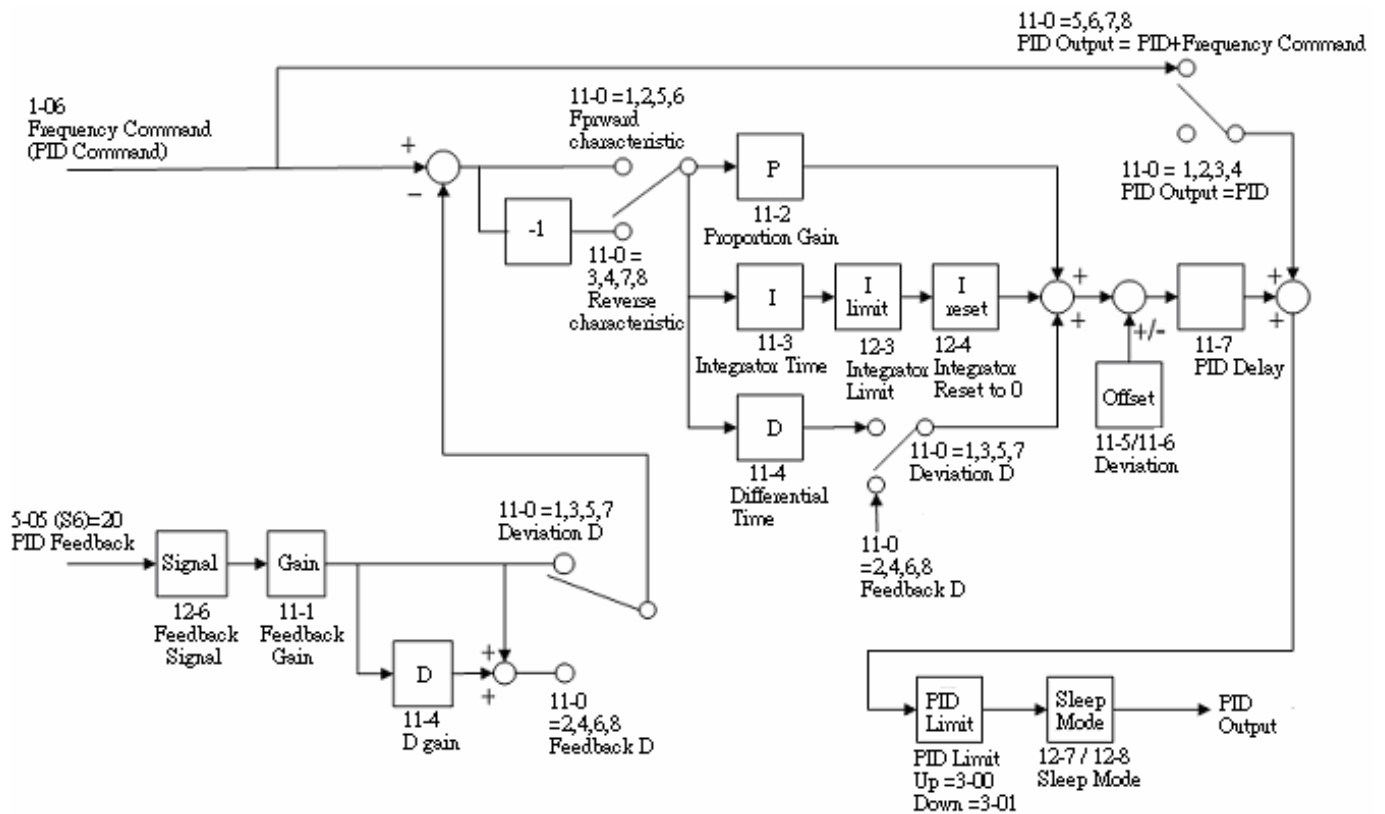 11-0 =5,6,7,8
PID Output = PID+Frequency Command
1-06
Frequency Command
(PID Command)
11-0 =1,2,5,6
Fprward
characteristic
+
−
-1
11-0 =
3,4,7,8
Reverse
characteristic
P
11-2
Proportion Gain
I
11-3
Integrator Time
I
limit
12-3
Integrator
Limit
I
reset
12-4
Integrator
Reset to 0
D
11-4
Differential
Time
11-0 =1,3,5,7
Deviation D
11-0
=2,4,6,8
Feedback D
+
+
+/-
Offset
11-5/11-6
Deviation
11-7
PID Delay
11-0 = 1,2,3,4
PID Output =PID
+
+
5-05 (S6)=20
PID Feedback
Signal
12-6
Feedback
Signal
Gain
11-1
Feedback
Gain
11-0 =1,3,5,7
Deviation D
D
11-4
D gain
+
+
11-0
=2,4,6,8
Feedback D
PID
Limit
PID Limit
Up =3-00
Down =3-01
Sleep
Mode
12-7 / 12-8
Sleep Mode
PID
Output